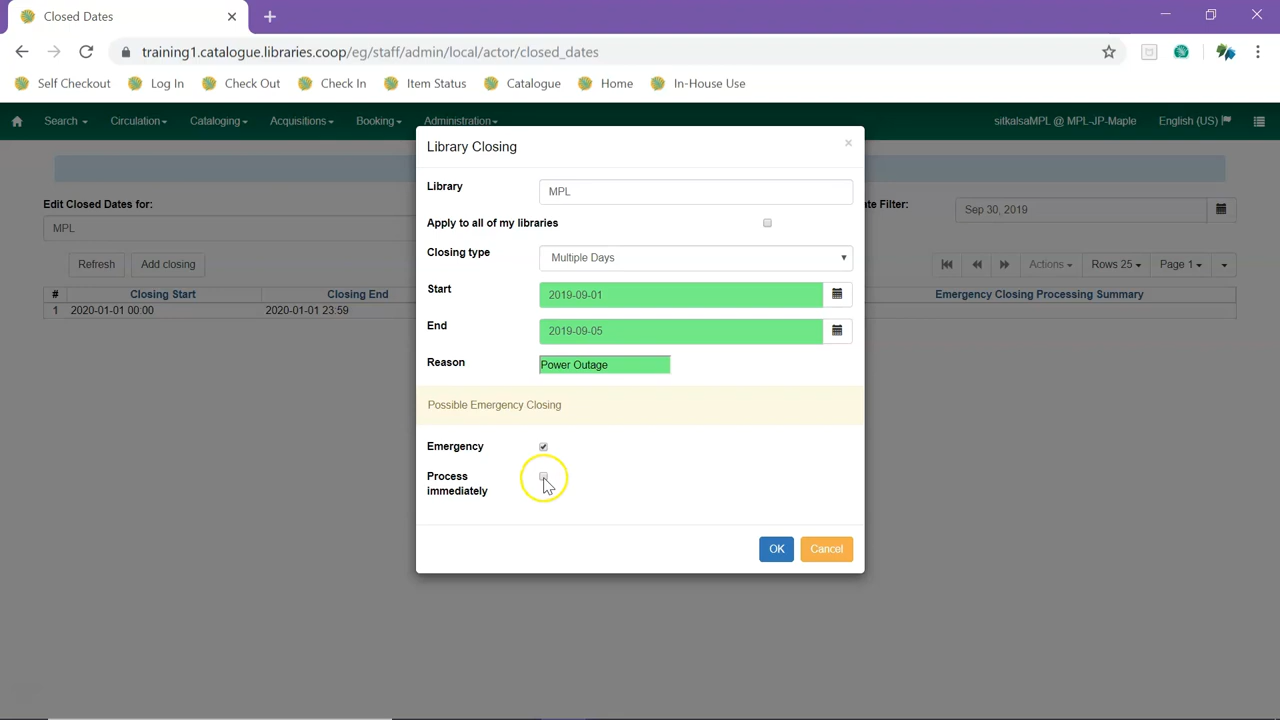 Closed Dates
training1.catalogue.libraries.coop/eg/staff/admin/local/actor/closed_dates
Self Checkout Log In Check Out Check In Item Status Catalogue Home In-House Use
Search Circulation Cataloging Acquisitions Booking Administration sitkalsaMPL @ MPL-JP-Maple English (US)
Library Closing ×
Library MPL
Edit Closed Dates for: ate Filter:
MPL Sep 30, 2019
Apply to all of my libraries
Closing type Multiple Days
Refresh Add closing Actions Rows 25 Page 1
# Closing Start Closing End Emergency Closing Processing Summary
1 2020-01-01 00:00 2020-01-01 23:59
Start 2019-09-01
End 2019-09-05
Reason Power Outage
Possible Emergency Closing
Emergency
Process
immediately
OK Cancel